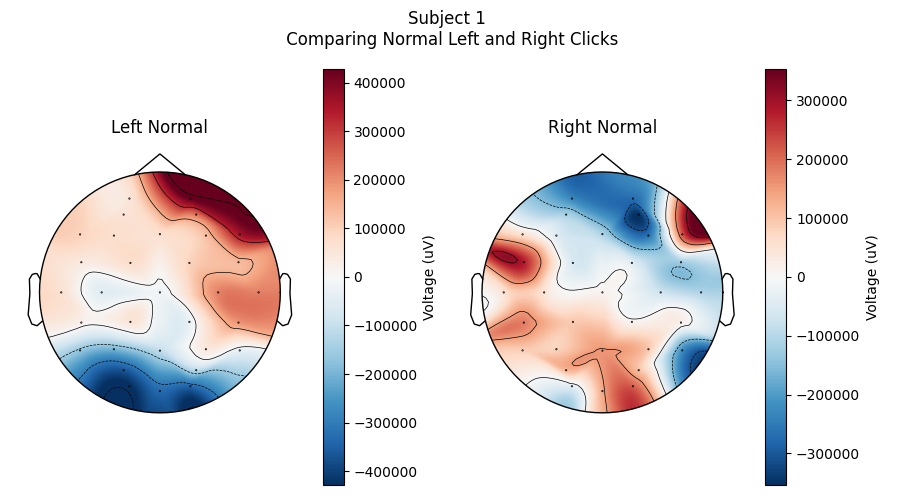 Subject 1
Comparing Normal Left and Right Clicks
Left Normal
400000
300000
200000
100000
0
−100000
−200000
−300000
−400000
Voltage (uV)
Right Normal
300000
200000
100000
0
−100000
−200000
−300000
Voltage (uV)